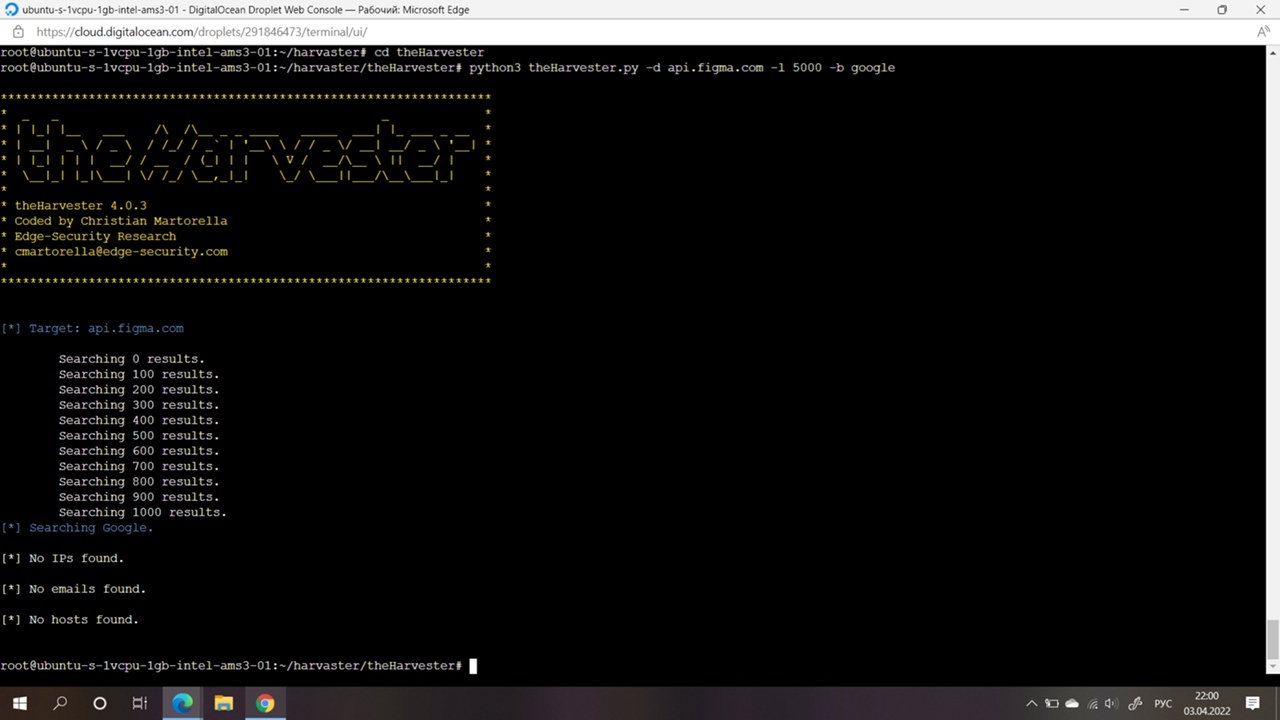 ubuntu-s-1vcpu-1gb-intel-ams3-01 - DigitalOcean Droplet Web Console — Рабочий: Microsoft Edge
https://cloud.digitalocean.com/droplets/291846473/terminal/ui/
root@ubuntu-s-1vcpu-1gb-intel-ams3-01:~/harvaster# cd theHarvester
root@ubuntu-s-1vcpu-1gb-intel-ams3-01:~/harvaster/theHarvester# python3 theHarvester.py -d api.figma.com -l 5000 -b google
*******************************************************************
theHarvester
* theHarvester 4.0.3 *
* Coded by Christian Martorella *
* Edge-Security Research *
* cmartorella@edge-security.com *
* *
*******************************************************************
[*] Target: api.figma.com
Searching 0 results.
Searching 100 results.
Searching 200 results.
Searching 300 results.
Searching 400 results.
Searching 500 results.
Searching 600 results.
Searching 700 results.
Searching 800 results.
Searching 900 results.
Searching 1000 results.
[*] Searching Google.
[*] No IPs found.
[*] No emails found.
[*] No hosts found.
root@ubuntu-s-1vcpu-1gb-intel-ams3-01:~/harvaster/theHarvester#
РУС
22:00
03.04.2022